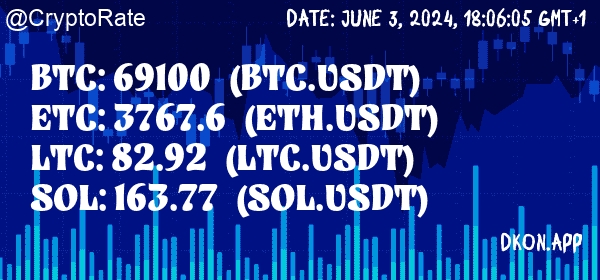 @CryptoRate
DATE: JUNE 3, 2024, 18:06:05 GMT+1
BTC: 69100 (BTC.USDT)
ETC: 3767.6 (ETH.USDT)
LTC: 82.92 (LTC.USDT)
SOL: 163.77 (SOL.USDT)
DKON.APP